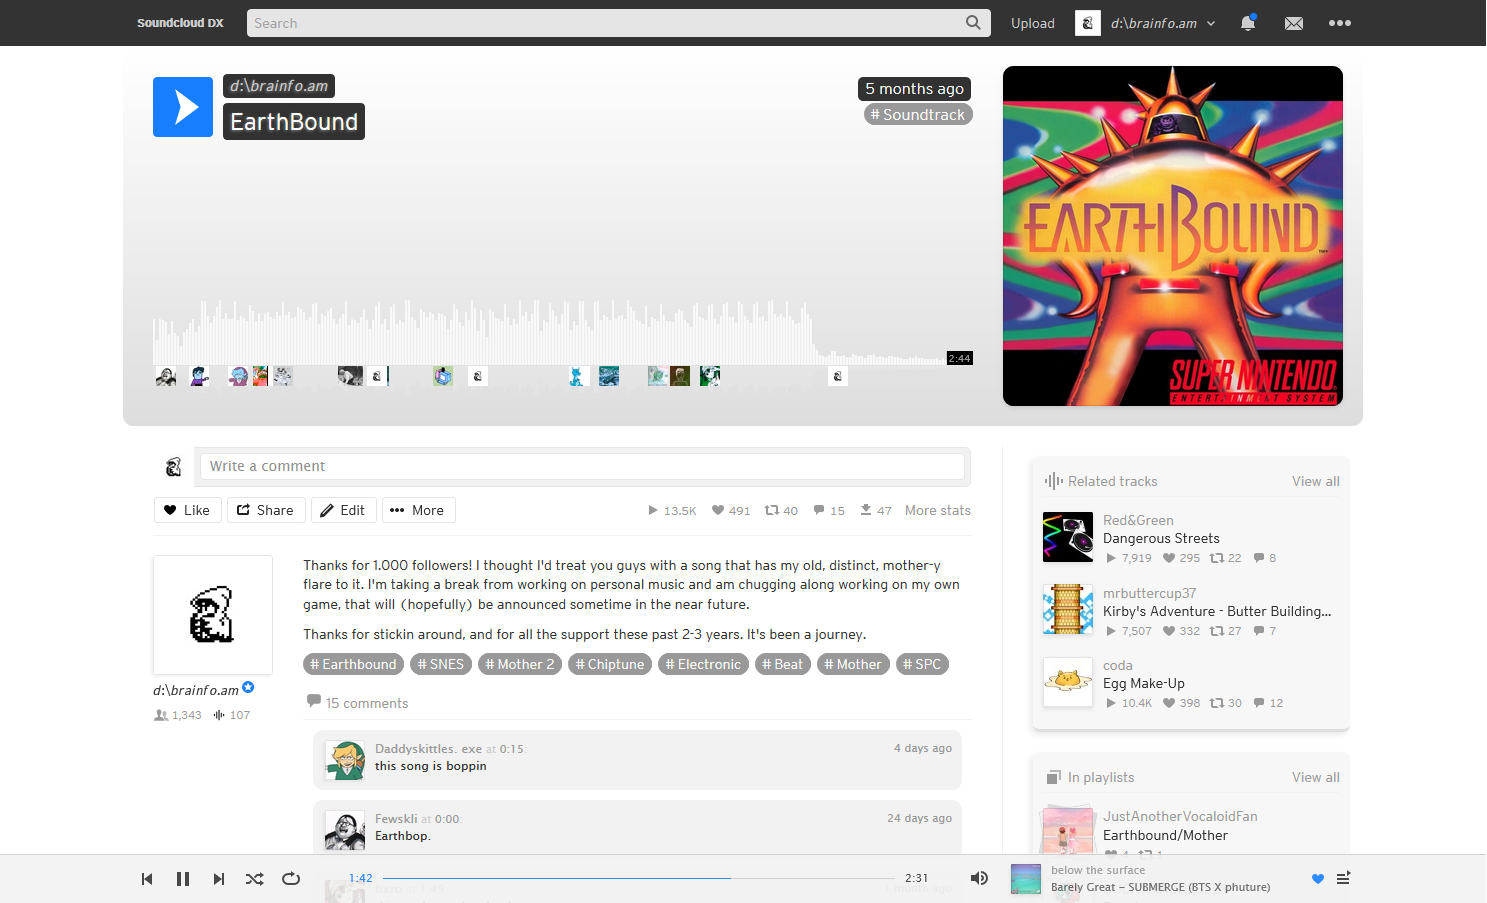 Soundcloud DX
Search
Upload
d:\brainfo.am
d:\brainfo.am
EarthBound
5 months ago
# Soundtrack
2:44
EARTHBOUND
SUPER NINTENDO
ENTERTAINMENT SYSTEM
Write a comment
Like
Share
Edit
More
13.5K
491
40
15
47
More stats
Thanks for 1.000 followers! I thought I'd treat you guys with a song that has my old, distinct, mother-y
flare to it. I'm taking a break from working on personal music and am chugging along working on my own
game, that will (hopefully) be announced sometime in the near future.
Thanks for stickin around, and for all the support these past 2-3 years. It's been a journey.
# Earthbound
# SNES
# Mother 2
# Chiptune
# Electronic
# Beat
# Mother
# SPC
d:\brainfo.am
1,343
107
15 comments
Daddyskittles. exe at 0:15:
4 days ago
this song is boppin
Fewskli at 0:00:
24 days ago
Earthbop.
Related tracks
View all
Red&Green
Dangerous Streets
7,919
295
22
8
mrbuttercup37
Kirby's Adventure - Butter Building...
7,507
332
27
7
coda
Egg Make-Up
10.4K
398
30
12
In playlists
View all
JustAnotherVocaloidFan
Earthbound/Mother
4
1
1:42
2:31
below the surface
Barely Great – SUBMERGE (BTS X phuture)